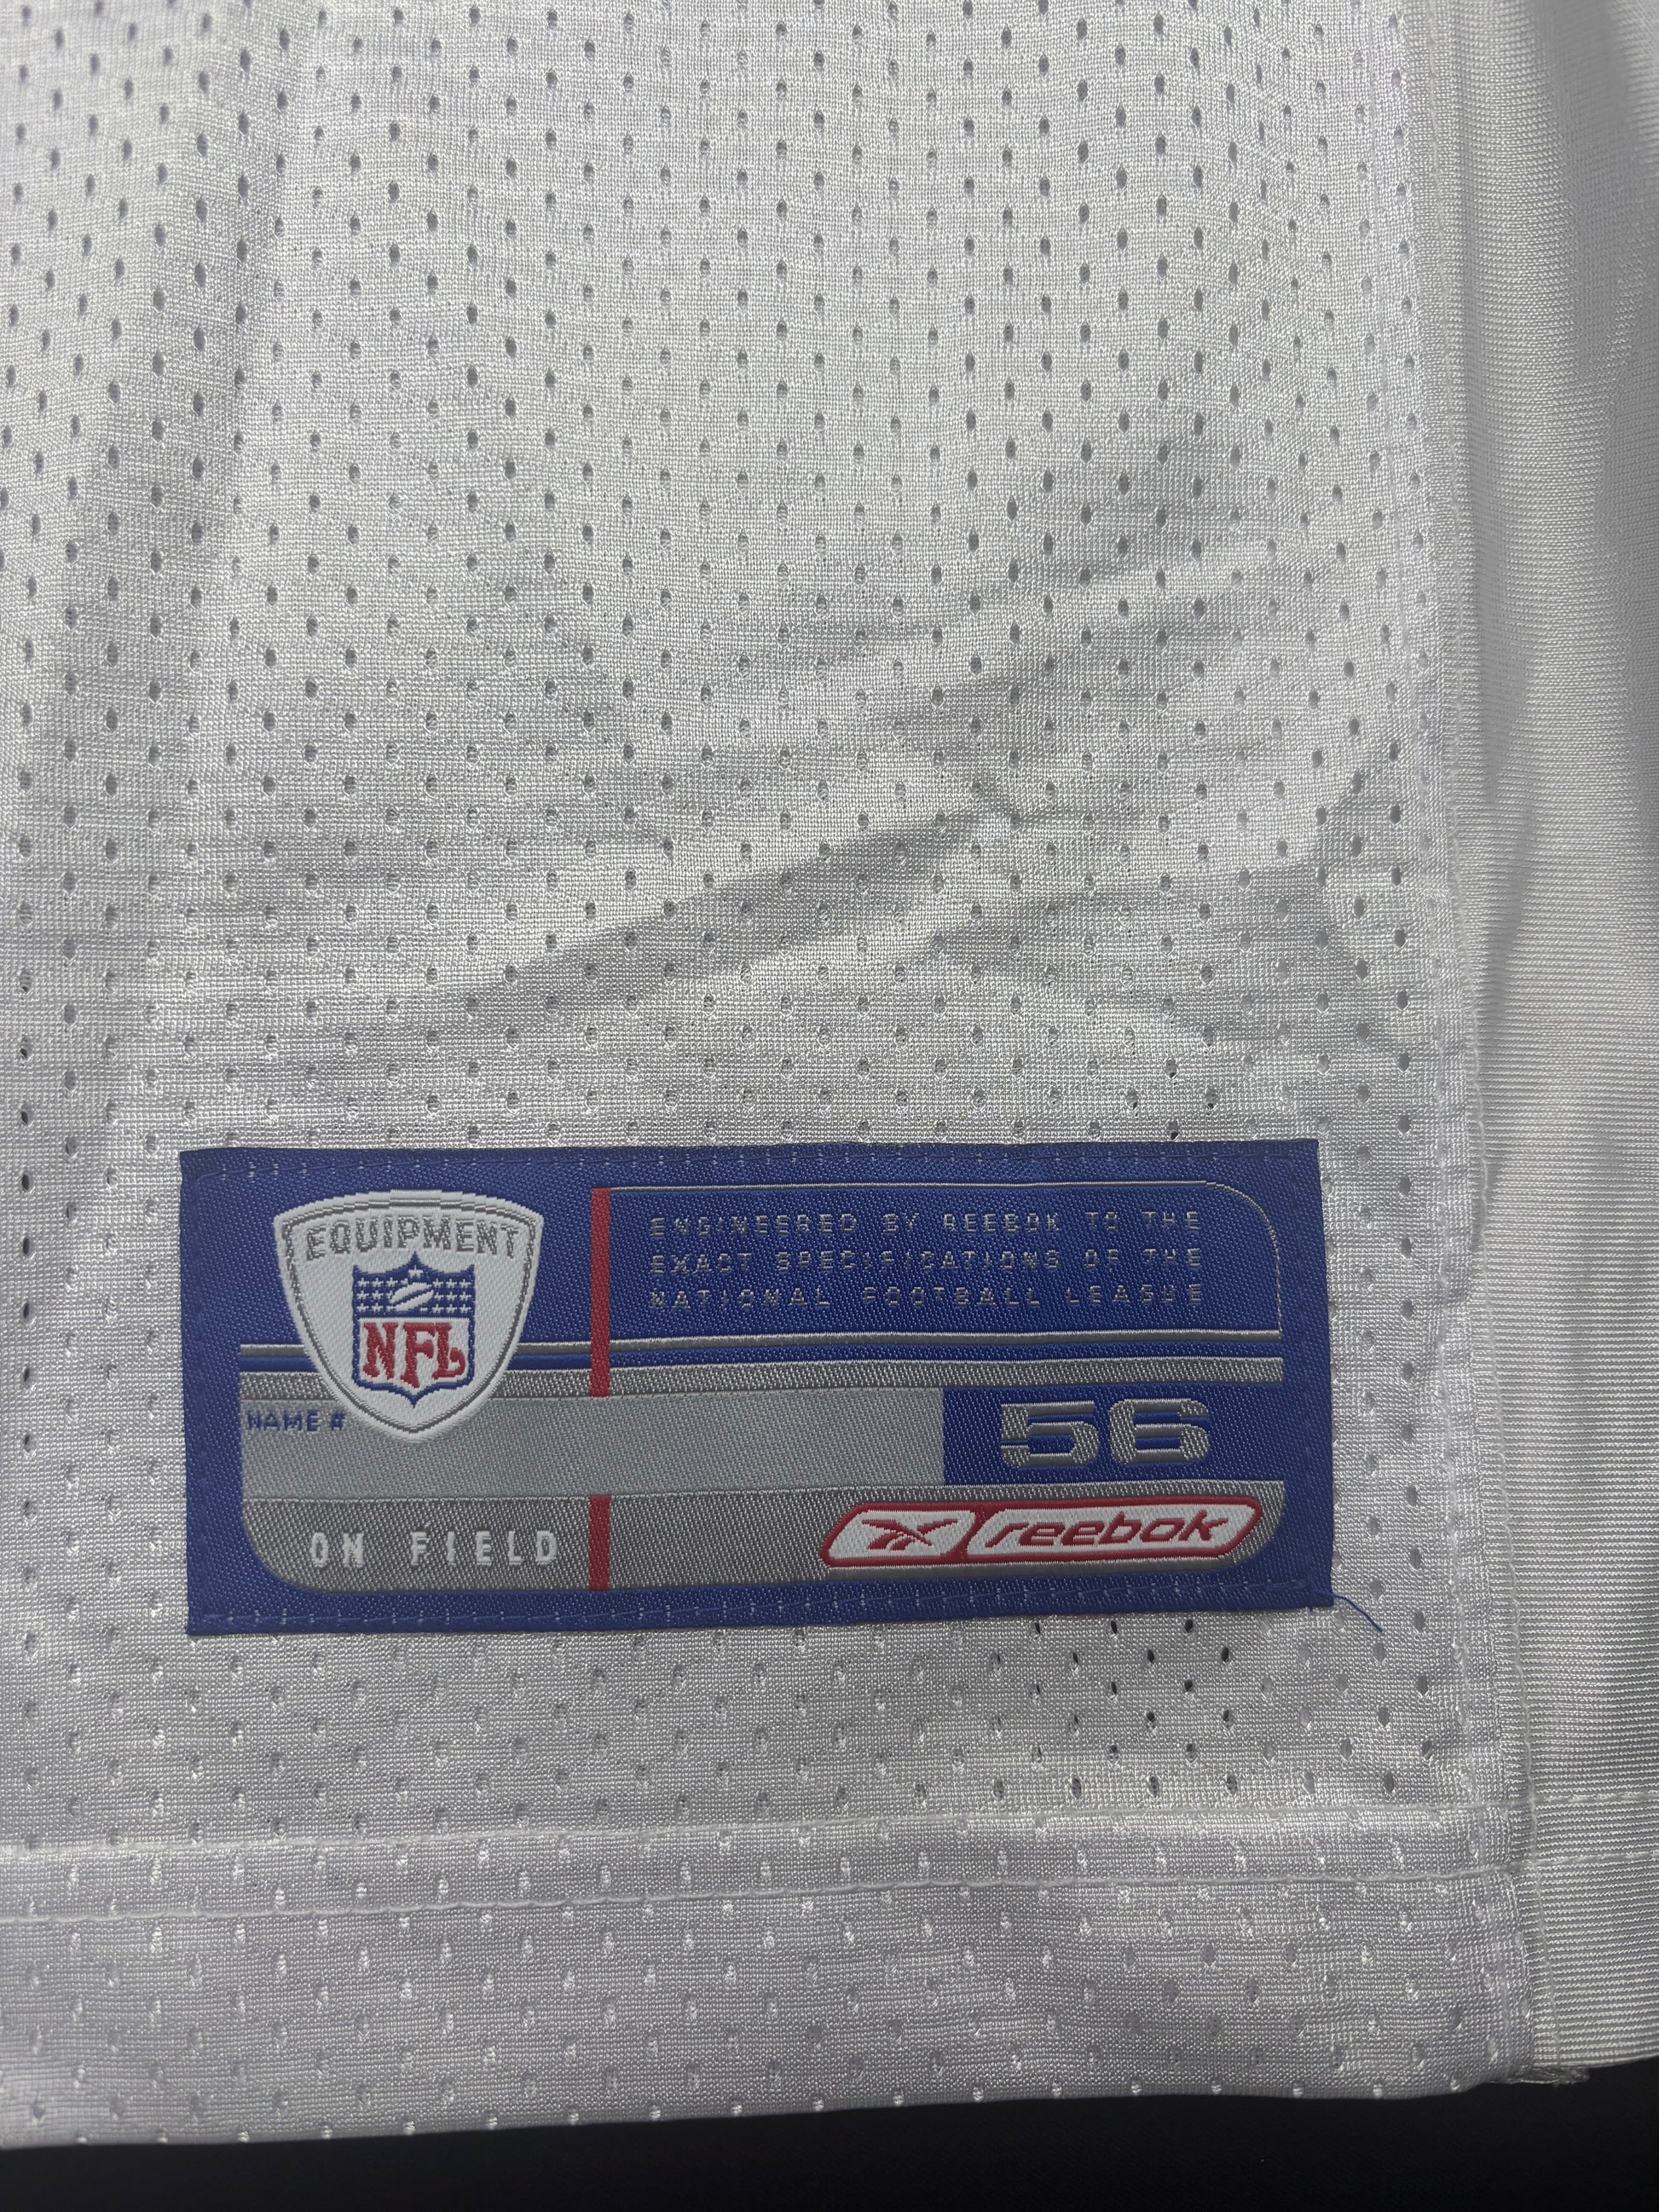 EQUIPMENT
NFL
ENGINEERED BY REEBOK TO THE
EXACT SPECIFICATIONS OF THE
NATIONAL FOOTBALL LEAGUE
NAME #
56
ON FIELD
reebok